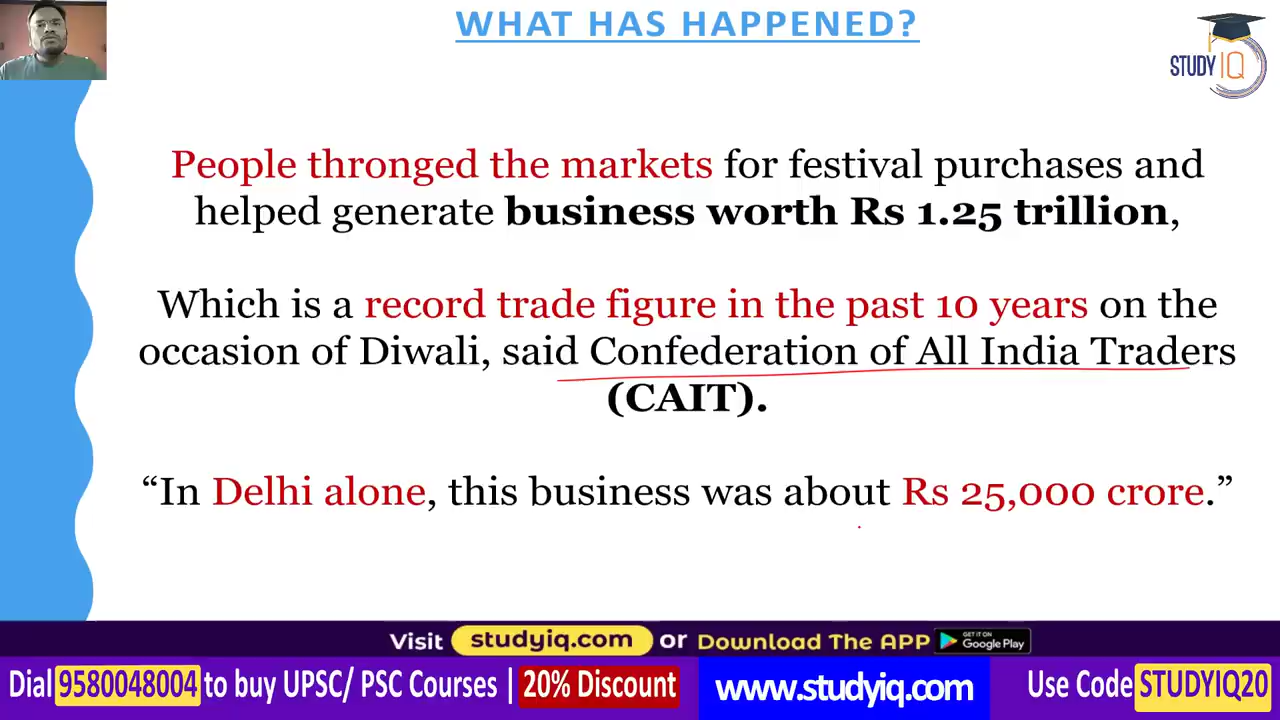 WHAT HAS HAPPENED?
STUDY IQ
People thronged the markets for festival purchases and
helped generate business worth Rs 1.25 trillion,
Which is a record trade figure in the past 10 years on the
occasion of Diwali, said Confederation of All India Traders
(CAIT).
“In Delhi alone, this business was about Rs 25,000 crore.”
Visit studyiq.com or Download The APP GET IT ON Google Play
Dial 9580048004 to buy UPSC/ PSC Courses | 20% Discount www.studyiq.com Use Code STUDYIQ20